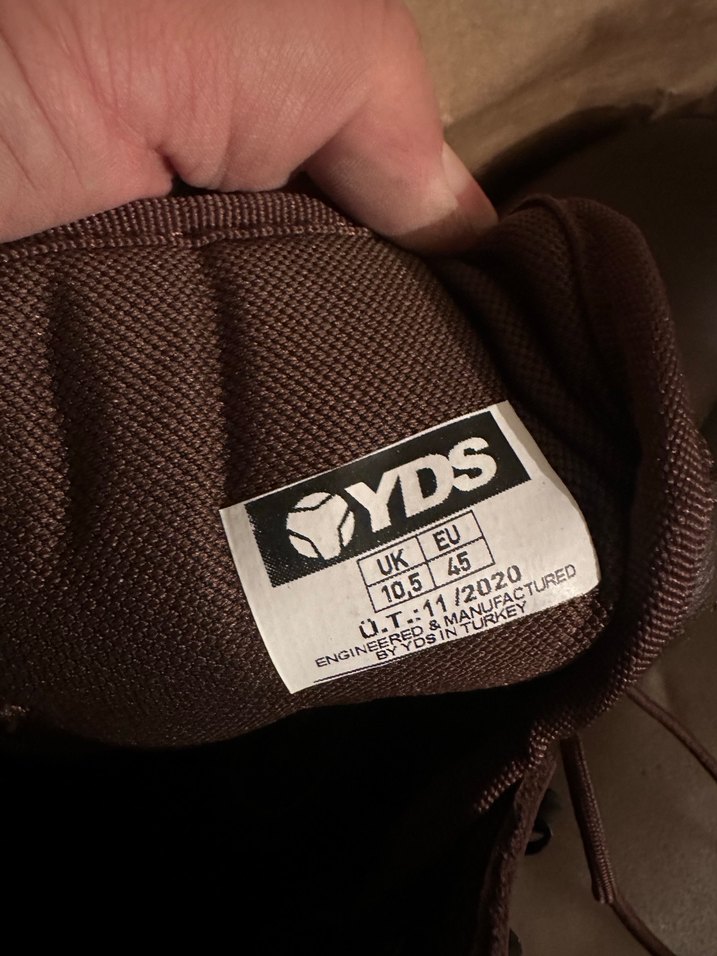 YDS
UK EU
10,5 45
Ü.T.:11/2020
ENGINEERED & MANUFACTURED
BY YDS IN TURKEY